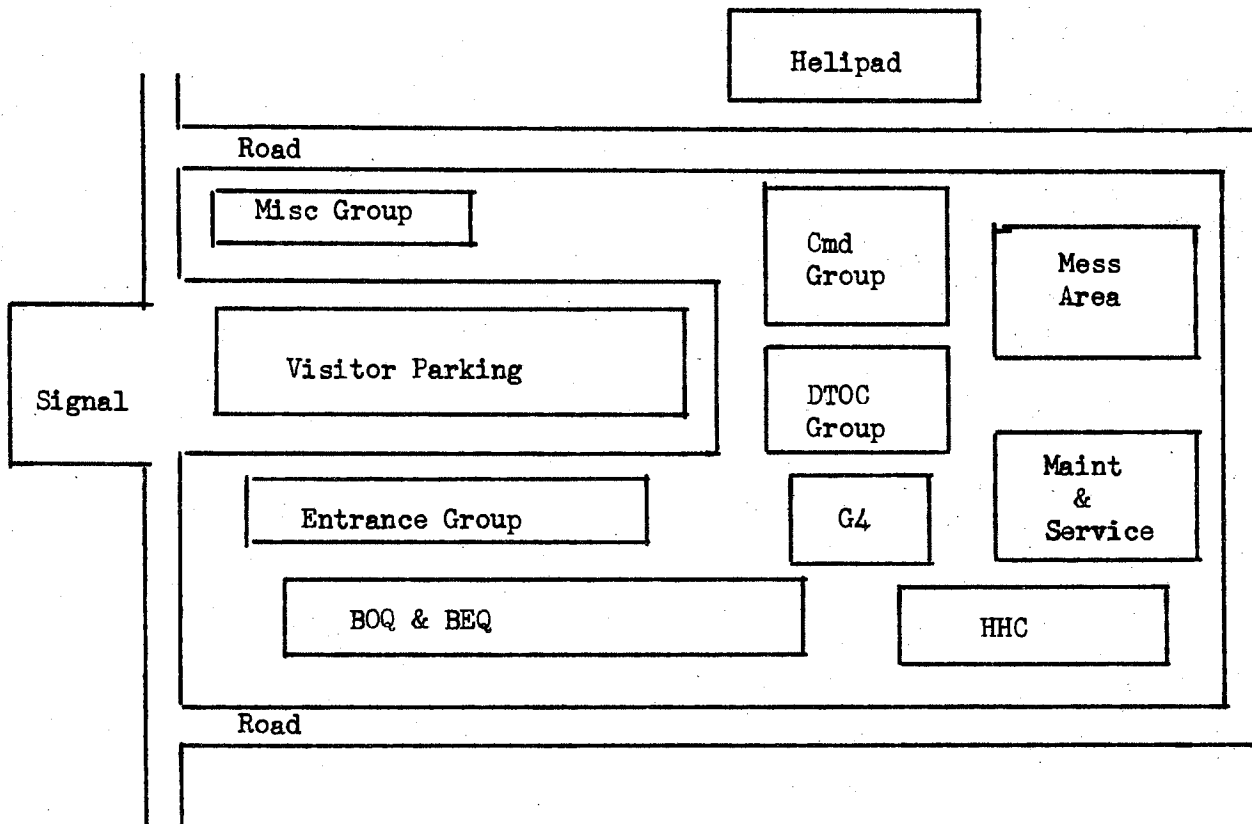 Helipad
Road
Misc Group
Cmd
Group
Mess
Area
Visitor Parking
Signal
DTOC
Group
Maint
&
Service
Entrance Group
G4
BOQ & BEQ
HHC
Road